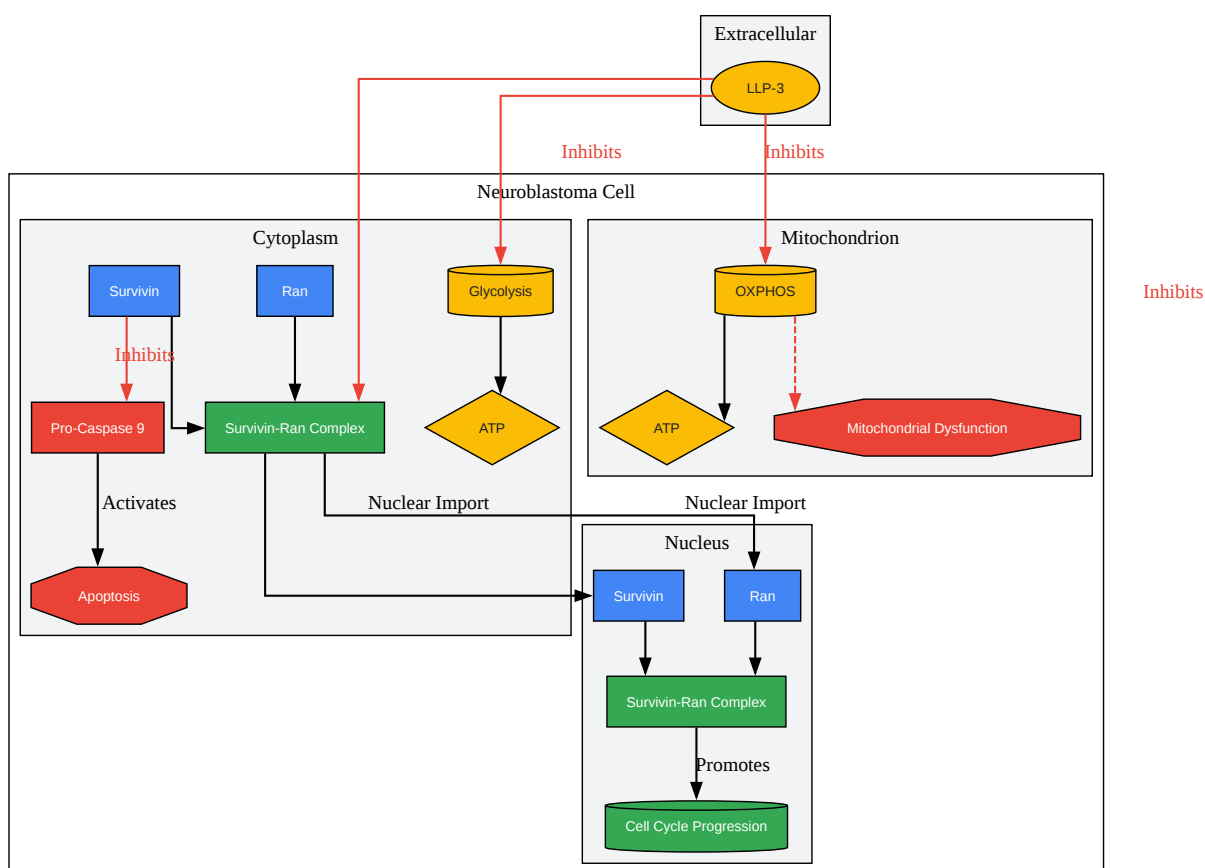 Extracellular
LLP-3
Inhibits
Inhibits
Neuroblastoma Cell
Cytoplasm
Mitochondrion
Survivin
Ran
Glycolysis
OXPHOS
Inhibits
Inhibits
Pro-Caspase 9
Survivin-Ran Complex
ATP
ATP
Mitochondrial Dysfunction
Activates
Nuclear Import
Nuclear Import
Nucleus
Apoptosis
Survivin
Ran
Survivin-Ran Complex
Promotes
Cell Cycle Progression